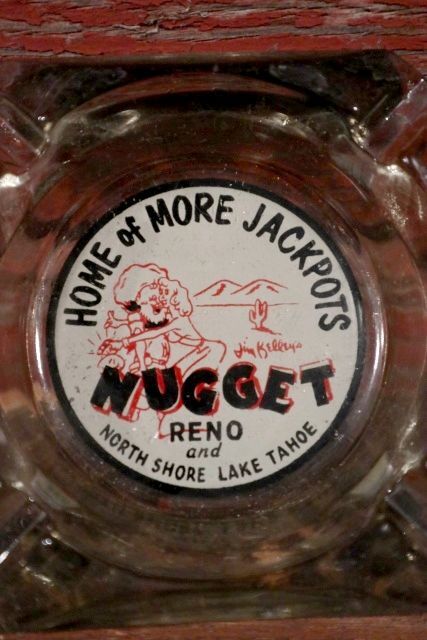 HOME of MORE JACKPOTS
Jim Kelley's
NUGGET
RENO
and
NORTH SHORE LAKE TAHOE